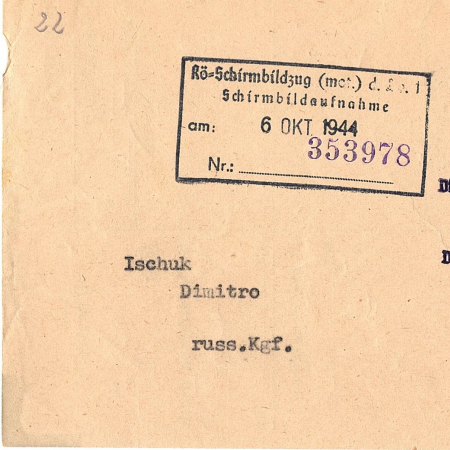 22
Rö-Schirmbildzug (mot.) d.
Schirmbildaufnahme
am: 6 OKT 1944
353978
Nr.:
Ischuk
Dimitro
russ.Kgf.